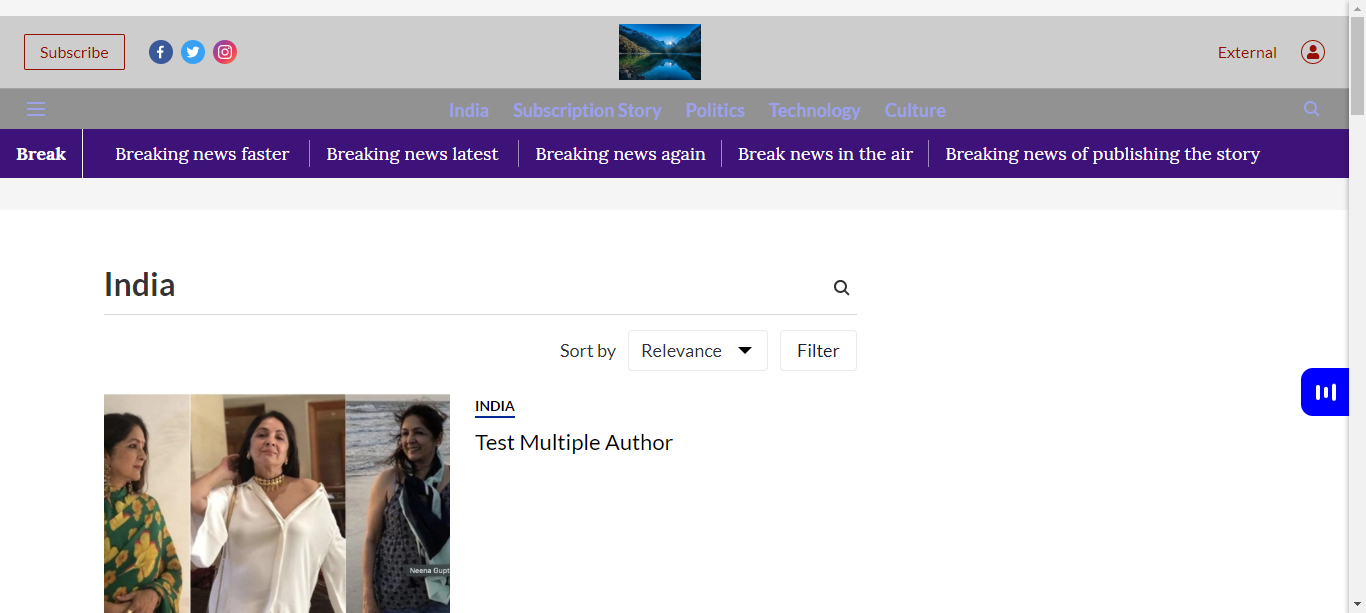 Subscribe
External
India Subscription Story Politics Technology Culture
Break Breaking news faster Breaking news latest Breaking news again Break news in the air Breaking news of publishing the story
India
Sort by Relevance Filter
INDIA
Test Multiple Author
Neena Gupt